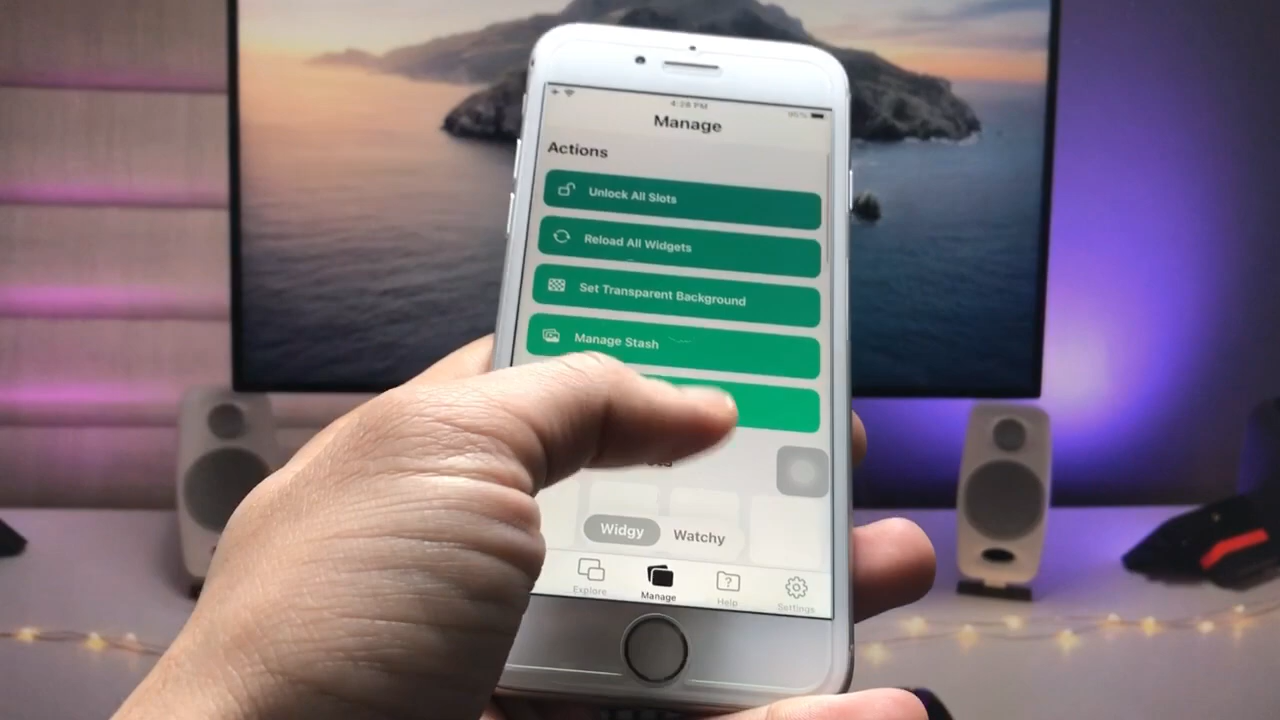 4:28 PM
95%
Manage
Actions
Unlock All Slots
Reload All Widgets
Set Transparent Background
Manage Stash
Widgy
Watchy
Explore
Manage
Help
Settings